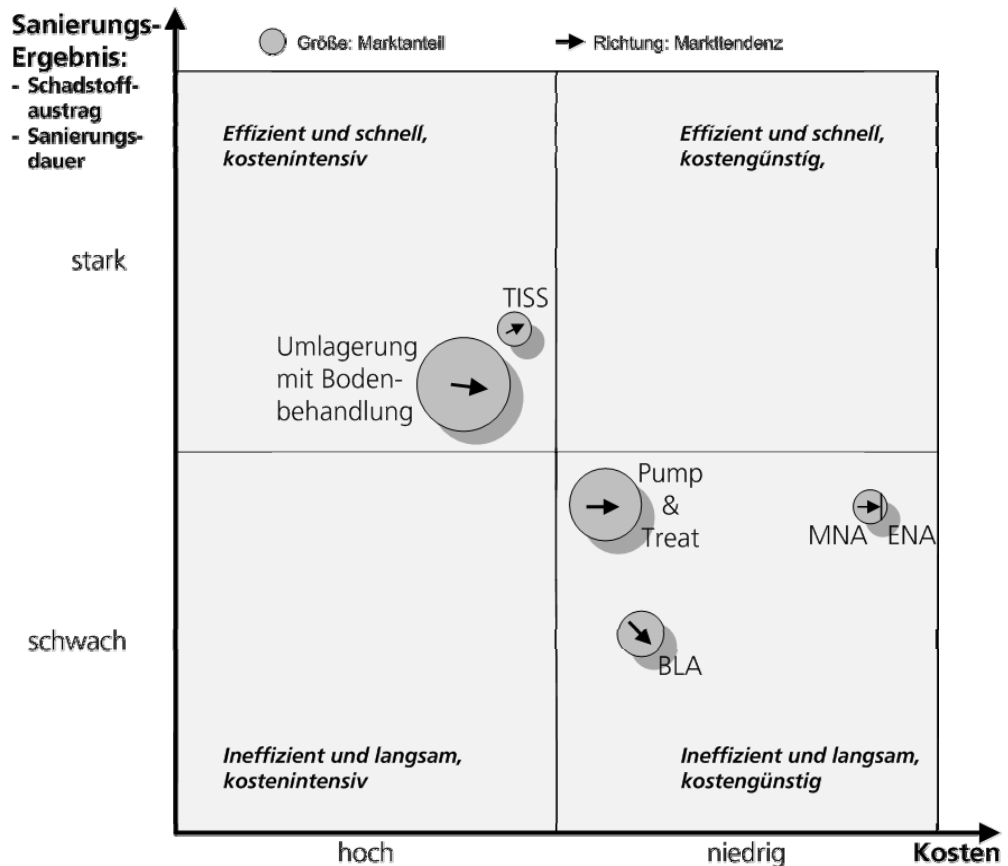 Sanierungs-
Ergebnis:
- Schadstoff-
austrag
- Sanierungs-
dauer
Größe: Marktanteil
Richtung: Markttendenz
Effizient und schnell,
kostenintensiv
Effizient und schnell,
kostengünstig,
stark
TISS
Umlagerung
mit Boden-
behandlung
Pump
&
Treat
MNA ENA
schwach
BLA
Ineffizient und langsam,
kostenintensiv
Ineffizient und langsam,
kostengünstig
hoch
niedrig
Kosten